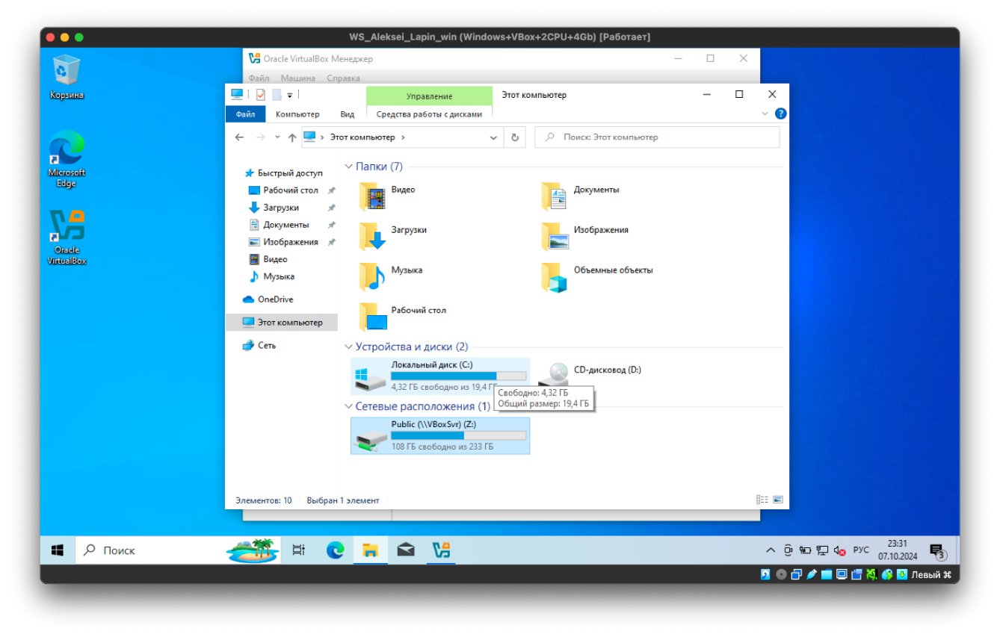 WS_Aleksei_Lapin_win (Windows+VBox+2CPU+4Gb) [Работает]
Корзина
Microsoft
Edge
Oracle
VirtualBox
Oracle VirtualBox Менеджер
Файл Машина Справка
Управление
Этот компьютер
Файл Компьютер Вид Средства работы с дисками
Этот компьютер
Поиск: Этот компьютер
Быстрый доступ
Рабочий стол
Загрузки
Документы
Изображения
Видео
Музыка
OneDrive
Этот компьютер
Сеть
Папки (7)
Видео
Документы
Загрузки
Изображения
Музыка
Объемные объекты
Рабочий стол
Устройства и диски (2)
Локальный диск (C:)
4,32 ГБ свободно из 19,4 ГБ
CD-дисковод (D:)
Свободно: 4,32 ГБ
Общий размер: 19,4 ГБ
Сетевые расположения (1)
Public (\\VBoxSvr) (Z:)
108 ГБ свободно из 233 ГБ
Элементов: 10 Выбран 1 элемент
Поиск
РУС
23:31
07.10.2024
3
Левый ⌘